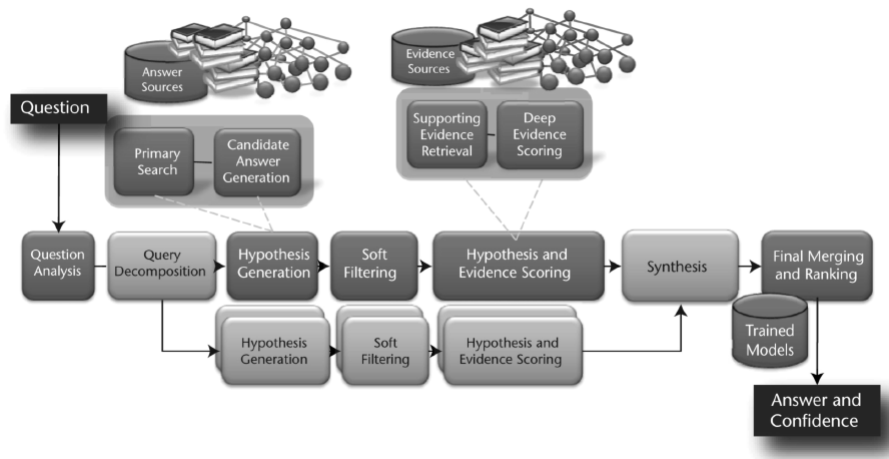 Answer
Sources
Evidence
Sources
Question
Primary
Search
Candidate
Answer
Generation
Supporting
Evidence
Retrieval
Deep
Evidence
Scoring
Question
Analysis
Query
Decomposition
Hypothesis
Generation
Soft
Filtering
Hypothesis and
Evidence Scoring
Synthesis
Final Merging
and Ranking
Trained
Models
Hypothesis
Generation
Soft
Filtering
Hypothesis and
Evidence Scoring
Answer and
Confidence